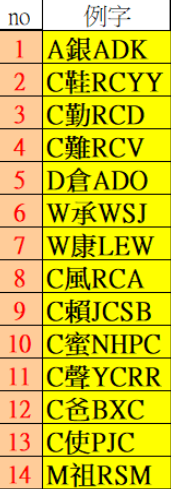 no 例字
1 A銀ADK
2 C鞋RCYY
3 C勤RCD
4 C難RCV
5 D倉ADO
6 W承WSJ
7 W康LEW
8 C風RCA
9 C賴JCSB
10 C蜜NHPC
11 C聲YCRR
12 C爸BXC
13 C使PJC
14 M祖RSM